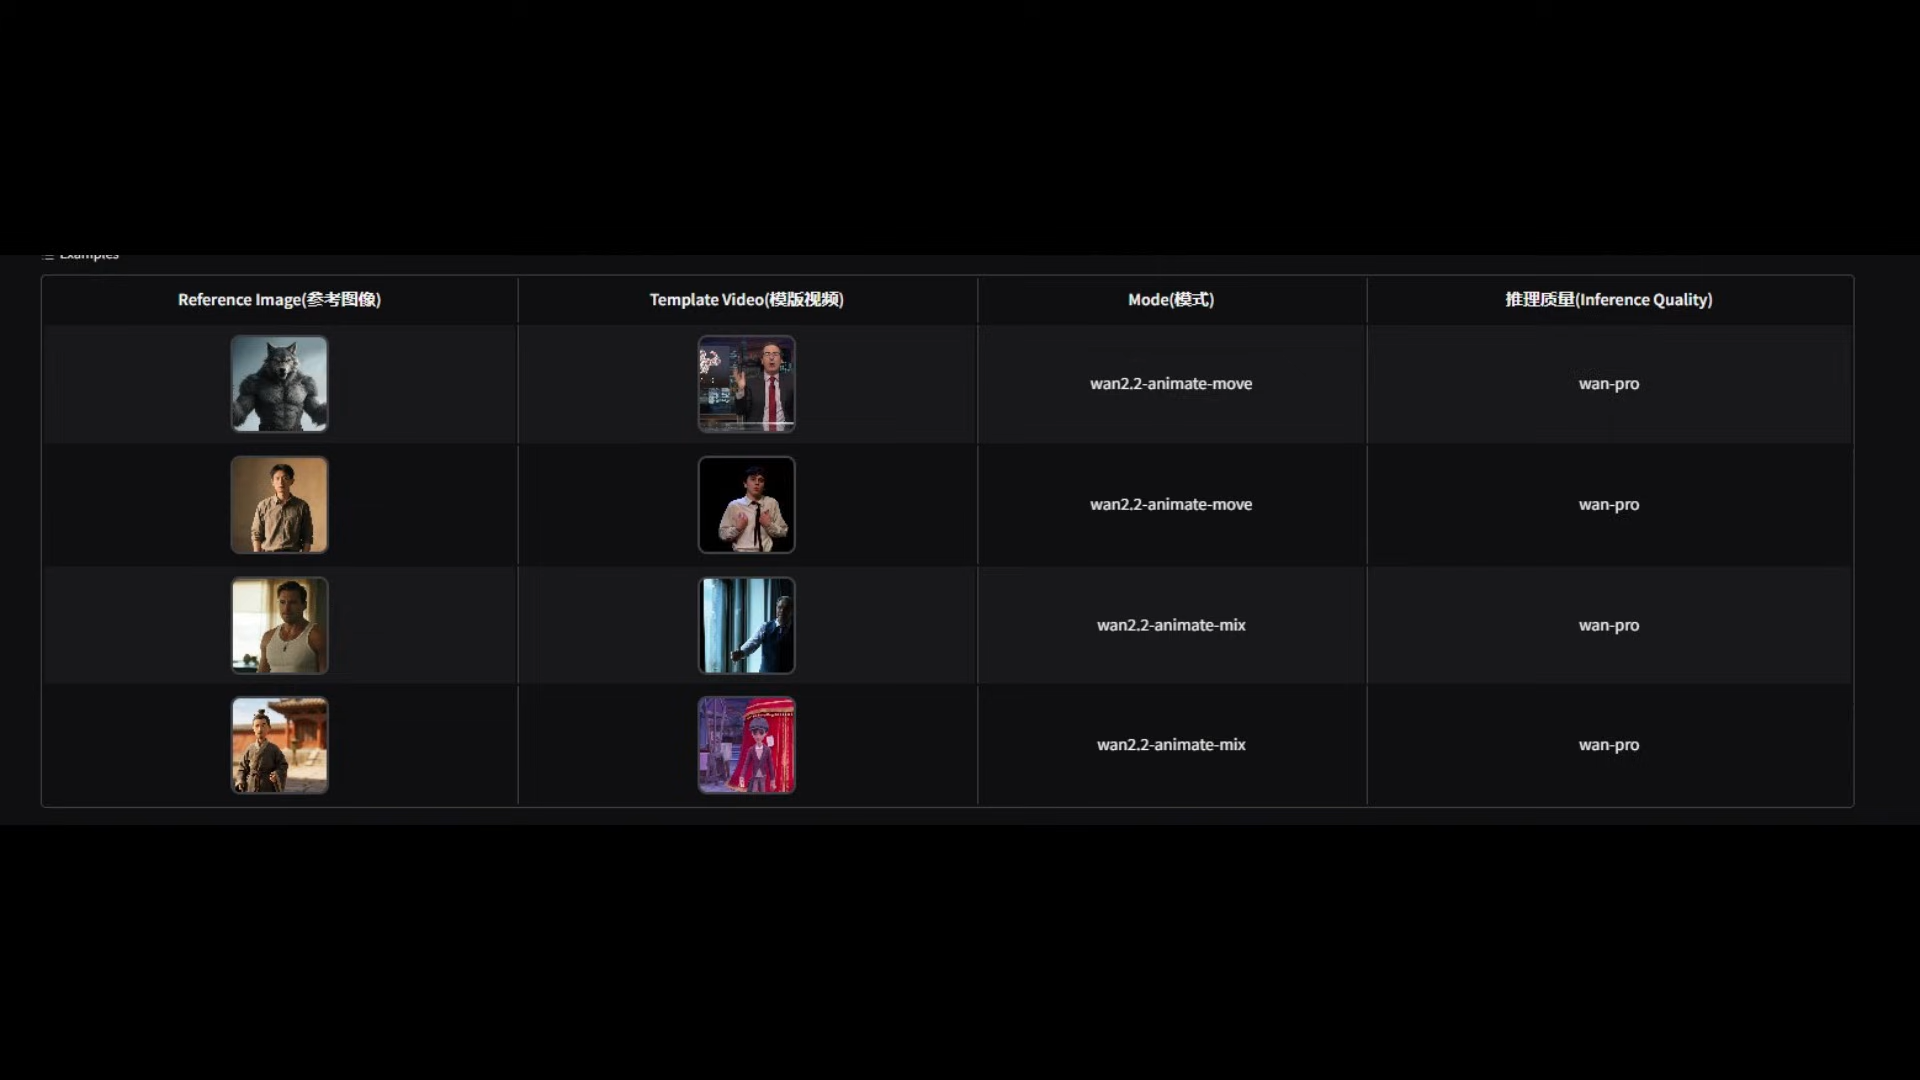 Examples
Reference Image(参考图像) Template Video(模版视频) Mode(模式) 推理质量(Inference Quality)
wan2.2-animate-move wan-pro
wan2.2-animate-move wan-pro
wan2.2-animate-mix wan-pro
wan2.2-animate-mix wan-pro